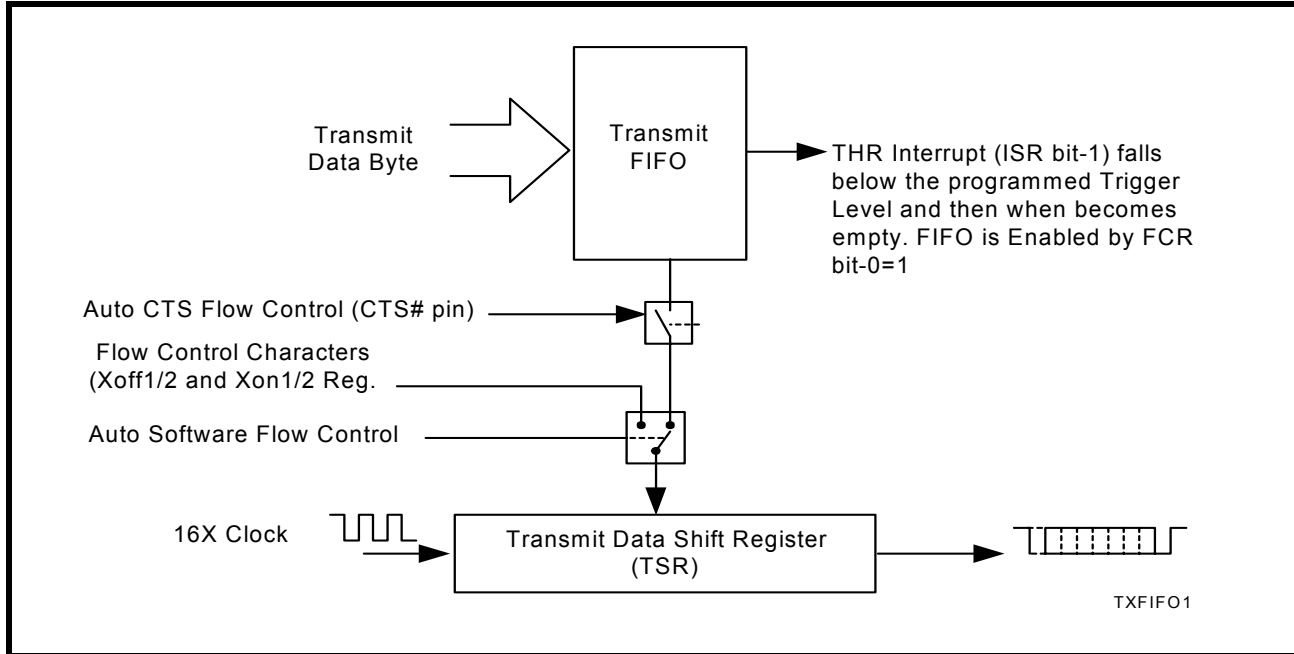 Transmit
Data Byte
Transmit
FIFO
THR Interrupt (ISR bit-1) falls
below the programmed Trigger
Level and then when becomes
empty. FIFO is Enabled by FCR
bit-0=1
Auto CTS Flow Control (CTS# pin)
Flow Control Characters
(Xoff1/2 and Xon1/2 Reg.
Auto Software Flow Control
16X Clock
Transmit Data Shift Register
(TSR)
TXFIFO1